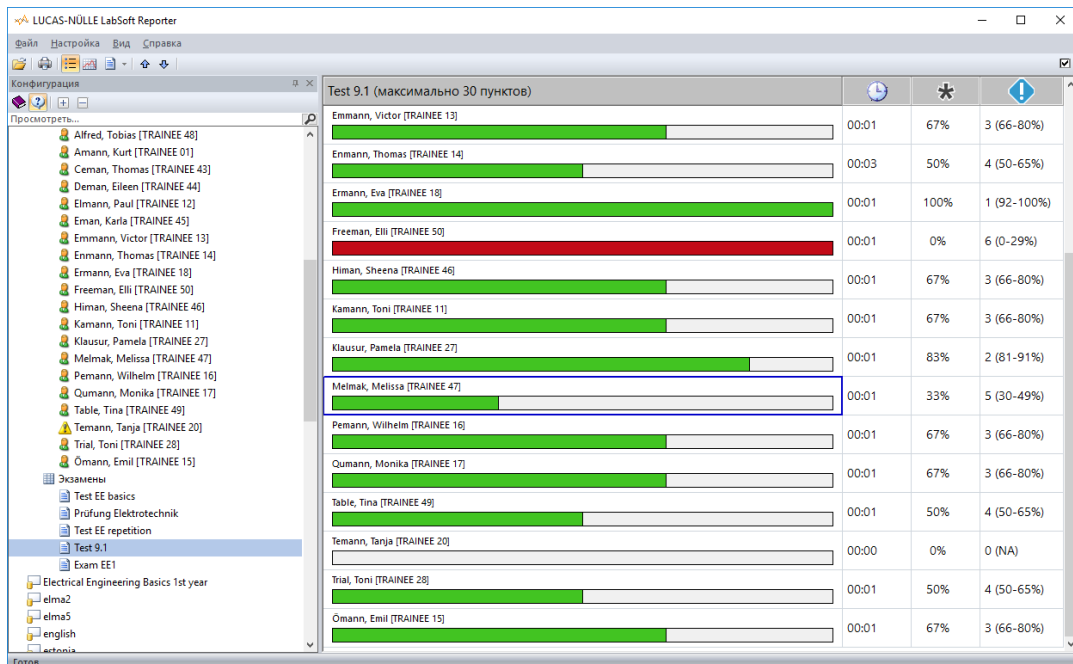 LUCAS-NÜLLE LabSoft Reporter
Файл Настройка Вид Справка
Конфигурация
Просмотреть...
Alfred, Tobias [TRAINEE 48]
Amann, Kurt [TRAINEE 01]
Ceman, Thomas [TRAINEE 43]
Deman, Eileen [TRAINEE 44]
Elmann, Paul [TRAINEE 12]
Eman, Karla [TRAINEE 45]
Emmann, Victor [TRAINEE 13]
Enmann, Thomas [TRAINEE 14]
Ermann, Eva [TRAINEE 18]
Freeman, Elli [TRAINEE 50]
Himan, Sheena [TRAINEE 46]
Kamann, Toni [TRAINEE 11]
Klausur, Pamela [TRAINEE 27]
Melmak, Melissa [TRAINEE 47]
Pemann, Wilhelm [TRAINEE 16]
Qumann, Monika [TRAINEE 17]
Table, Tina [TRAINEE 49]
Temann, Tanja [TRAINEE 20]
Trial, Toni [TRAINEE 28]
Ömann, Emil [TRAINEE 15]
Экзамены
Test EE basics
Prüfung Elektrotechnik
Test EE repetition
Test 9.1
Exam EE1
Electrical Engineering Basics 1st year
elma2
elma5
english
estonia
Test 9.1 (максимально 30 пунктов)
Emmann, Victor [TRAINEE 13]
00:01 67% 3 (66-80%)
Enmann, Thomas [TRAINEE 14]
00:03 50% 4 (50-65%)
Ermann, Eva [TRAINEE 18]
00:01 100% 1 (92-100%)
Freeman, Elli [TRAINEE 50]
00:01 0% 6 (0-29%)
Himan, Sheena [TRAINEE 46]
00:01 67% 3 (66-80%)
Kamann, Toni [TRAINEE 11]
00:01 67% 3 (66-80%)
Klausur, Pamela [TRAINEE 27]
00:01 83% 2 (81-91%)
Melmak, Melissa [TRAINEE 47]
00:01 33% 5 (30-49%)
Pemann, Wilhelm [TRAINEE 16]
00:01 67% 3 (66-80%)
Qumann, Monika [TRAINEE 17]
00:01 67% 3 (66-80%)
Table, Tina [TRAINEE 49]
00:01 50% 4 (50-65%)
Temann, Tanja [TRAINEE 20]
00:00 0% 0 (NA)
Trial, Toni [TRAINEE 28]
00:01 50% 4 (50-65%)
Ömann, Emil [TRAINEE 15]
00:01 67% 3 (66-80%)
Готов